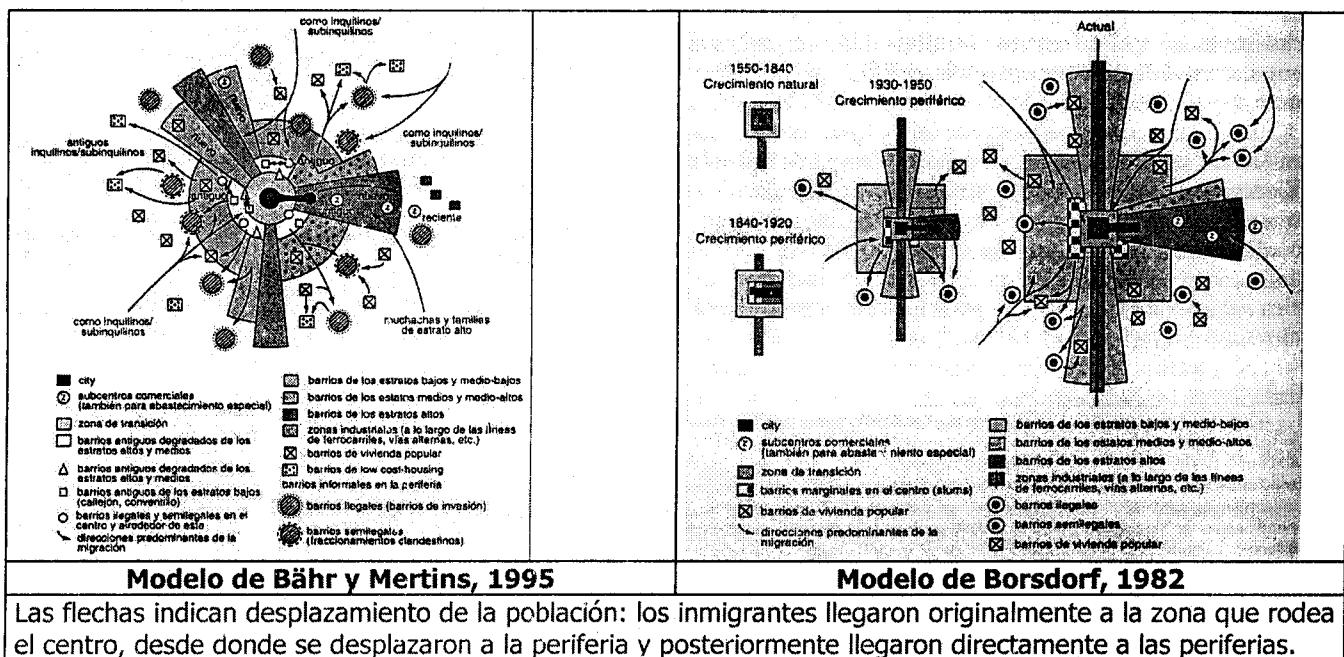 como inquilinos/
subinquilinos
antiguos
inquilinos/subinquilinos
como inquilinos/
subinquilinos
nuevo
nuevo
antiguo
antiguo
reciente
como inquilinos/
subinquilinos
muchachas y familias
de estrato alto
city
subcentros comerciales
(también para abastecimiento especial)
zona de transición
barrios antiguos degradados de los
estratos altos y medios
barrios antiguos degradados de los
estratos altos y medios
barrios antiguos de los estratos bajos
(callejón, conventillo)
barrios ilegales y semilegales en el
centro y alrededor de este
direcciones predominantes de la
migración
barrios de los estratos bajos y medio-bajos
barrios de los estatos medios y medio-altos
barrios de los estratos altos
zonas industriales (a lo largo de las líneas
de ferrocarriles, vías alternas, etc.)
barrios de vivienda popular
barrios de low cost-housing
barrios informales en la periferia
barrios ilegales (barrios de invasión)
barrios semilegales
(fraccionamientos clandestinos)
Actual
1550-1840
Crecimiento natural
1930-1950
Crecimiento periférico
1840-1920
Crecimiento periférico
city
subcentros comerciales
(también para abaste niento especial)
zona de transición
barrios marginales en el centro (slums)
barrios de vivienda popular
direcciones predominantes de la
migración
barrios de los estratos bajos y medio-bajos
barrios de los estatos medios y medio-altos
barrios de los estratos altos
zonas industriales (a lo largo de las líneas
de ferrocarriles, vías alternas, etc.)
barrios ilegales
barrios semilegales
barrios de vivienda popular
Modelo de Bähr y Mertins, 1995
Modelo de Borsdorf, 1982
Las flechas indican desplazamiento de la población: los inmigrantes llegaron originalmente a la zona que rodea
el centro, desde donde se desplazaron a la periferia y posteriormente llegaron directamente a las periferias.